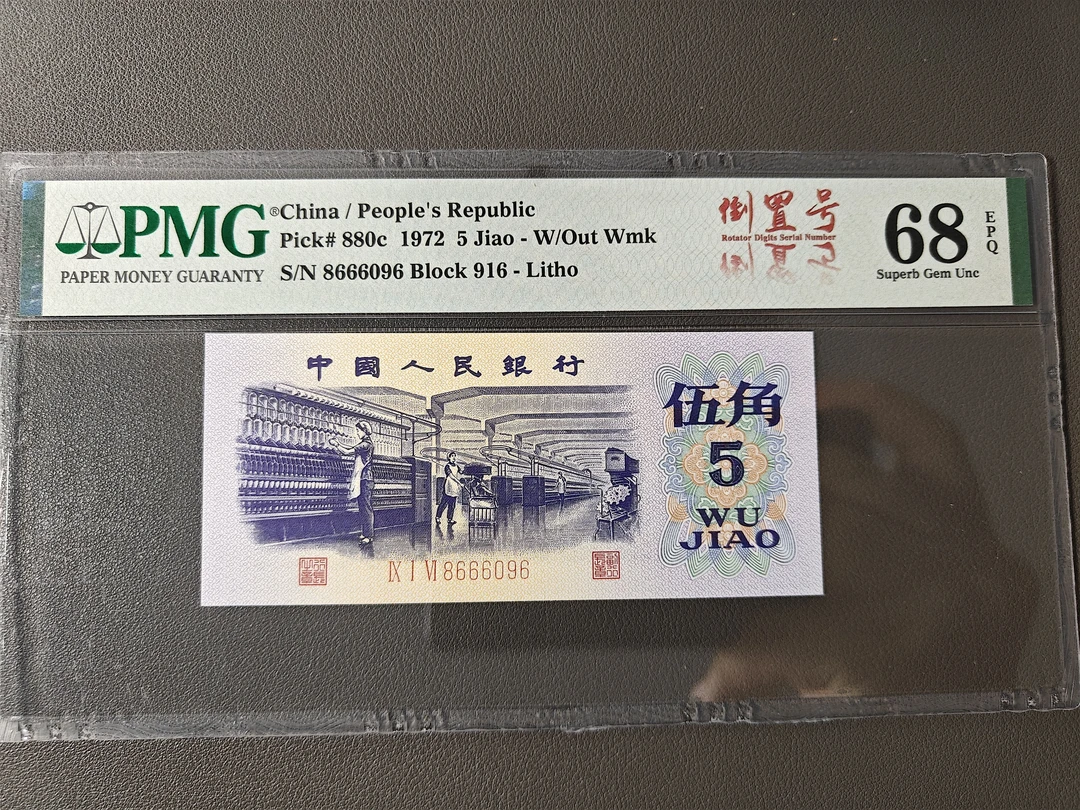 PMG®
PAPER MONEY GUARANTY
China / People's Republic
Pick# 880c 1972 5 Jiao - W/Out Wmk
S/N 8666096 Block 916 - Litho
倒置号
Rotator Digits Serial Number
68
EPQ
Superb Gem Unc
中國人民銀行
伍角
5
WU
JIAO
IX I VI 8666096